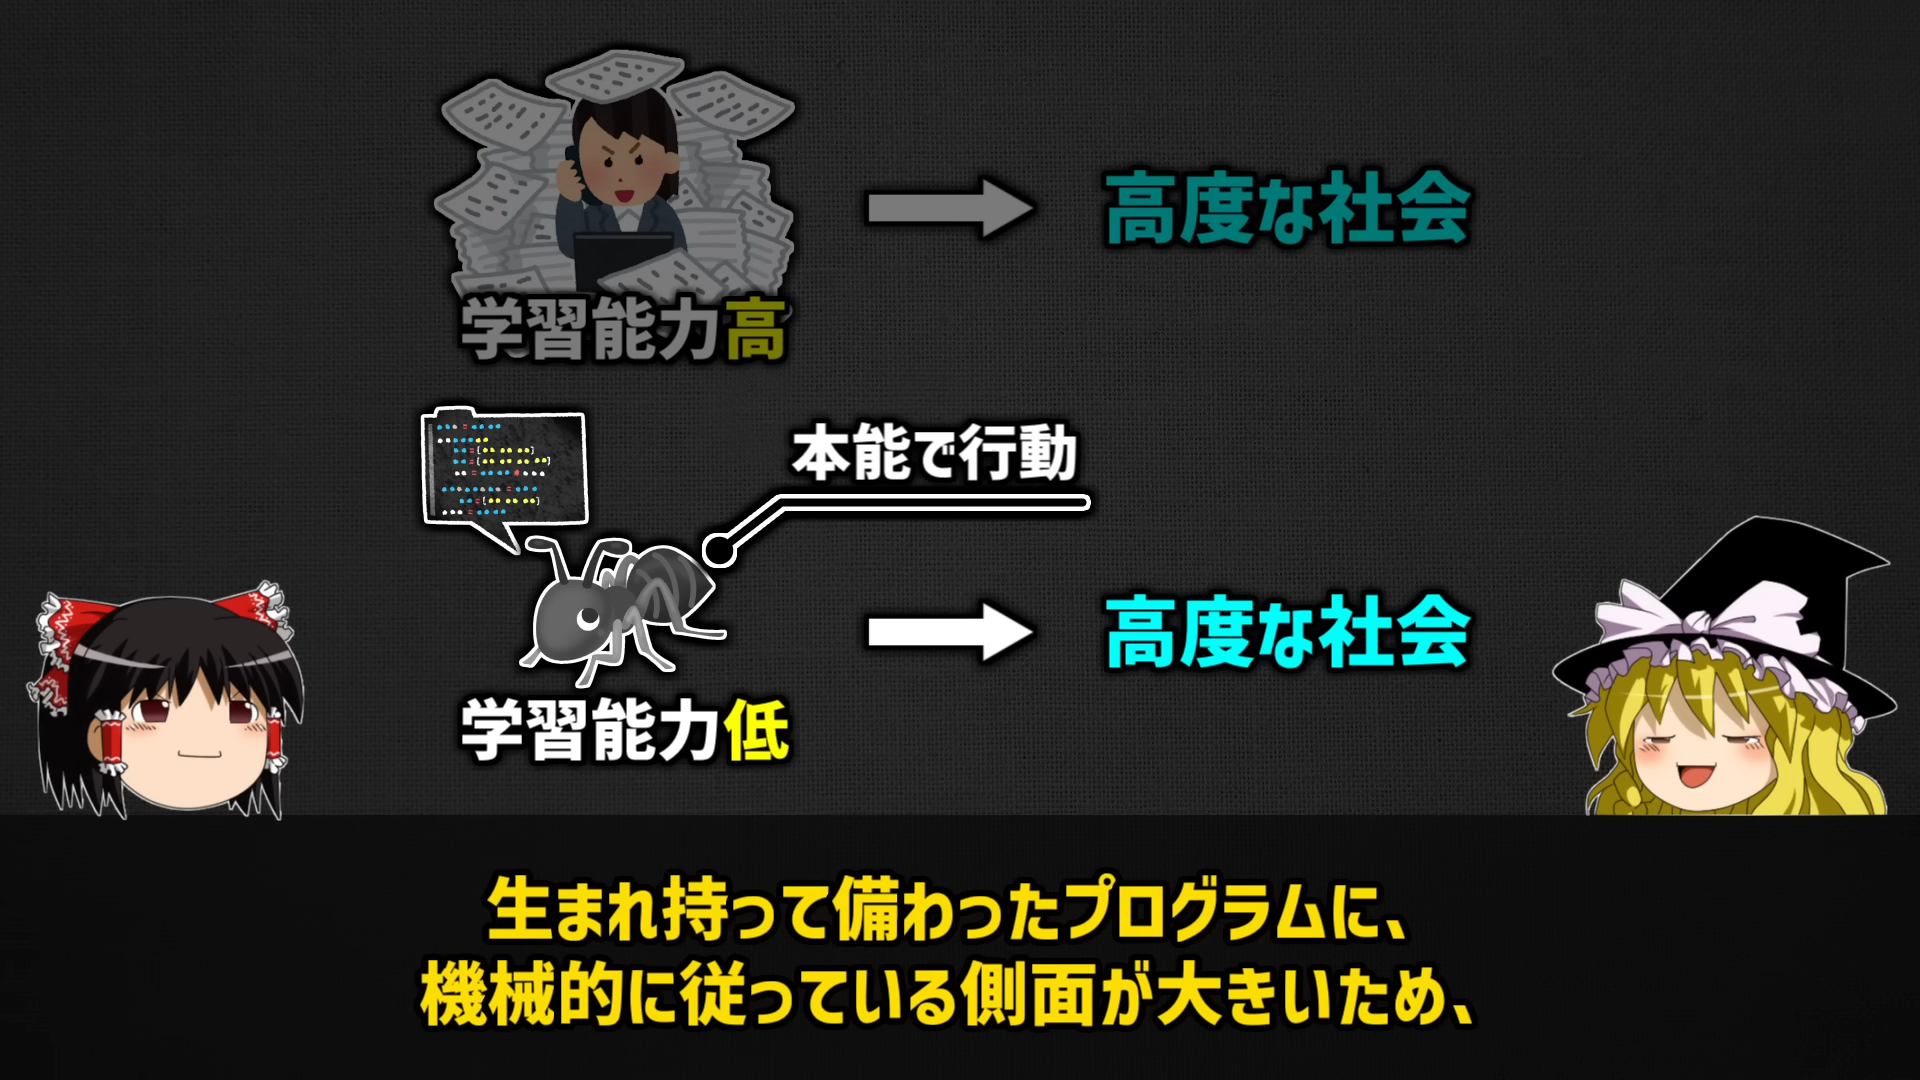 高度な社会
学習能力高
本能で行動
高度な社会
学習能力低
生まれ持って備わったプログラムに、
機械的に従っている側面が大きいため、